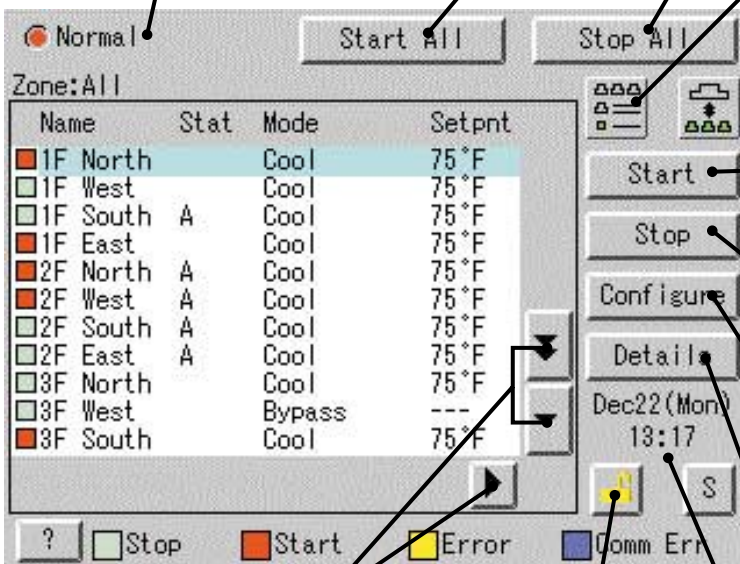 Normal Start All Stop All
Zone:All
Name Stat Mode Setpnt
1F North Cool 75°F
1F West Cool 75°F
1F South A Cool 75°F
1F East Cool 75°F
2F North A Cool 75°F
2F West A Cool 75°F
2F South A Cool 75°F
2F East A Cool 75°F
3F North Cool 75°F
3F West Bypass ---
3F South Cool 75°F
Start
Stop
Configure
Details
Dec22(Mon)
13:17
S
? Stop Start Error Comm Err